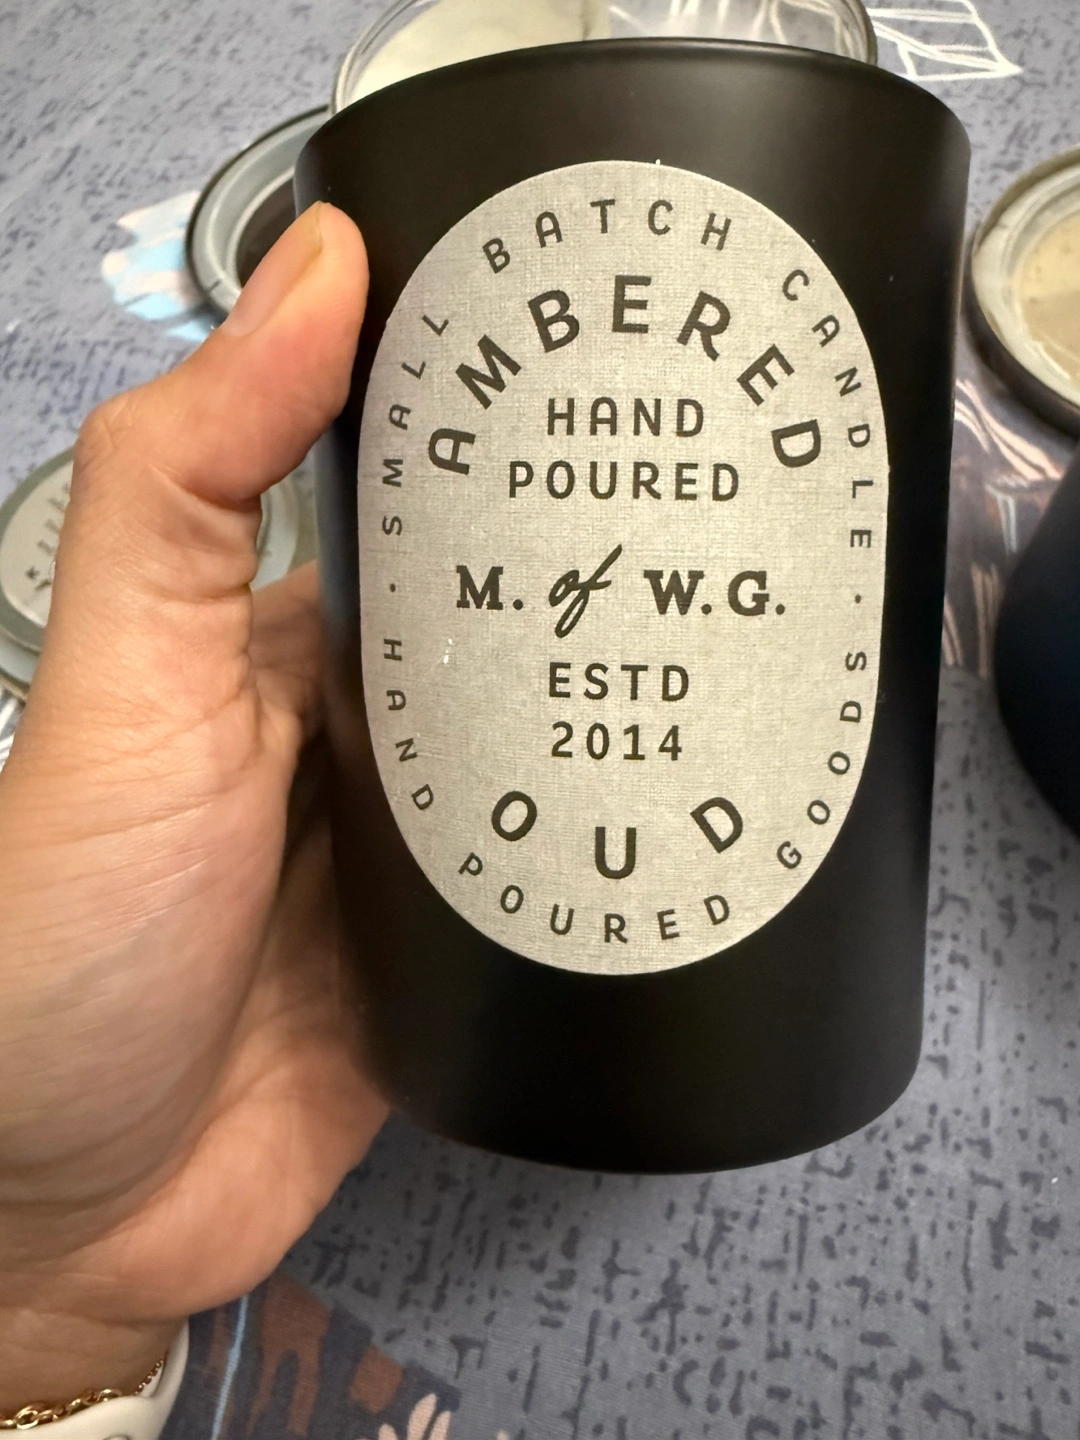 SMALL BATCH CANDLE GOODS
AMBERED
HAND
POURED
M. of W.G.
ESTD
2014
OUD
HAND POURED